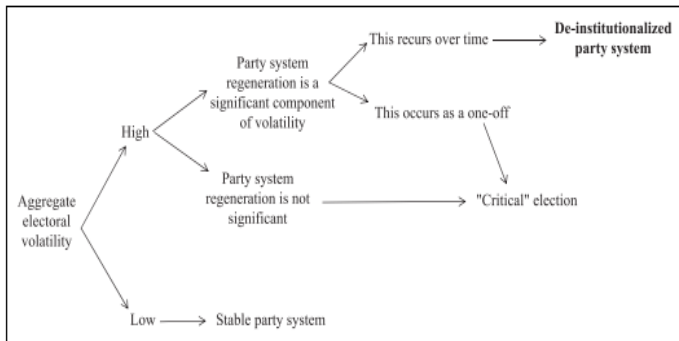 This recurs over time
De-institutionalized
party system
Party system
regeneration is a
significant component
of volatility
This occurs as a one-off
High
Party system
regeneration is not
significant
"Critical" election
Aggregate
electoral
volatility
Low
Stable party system